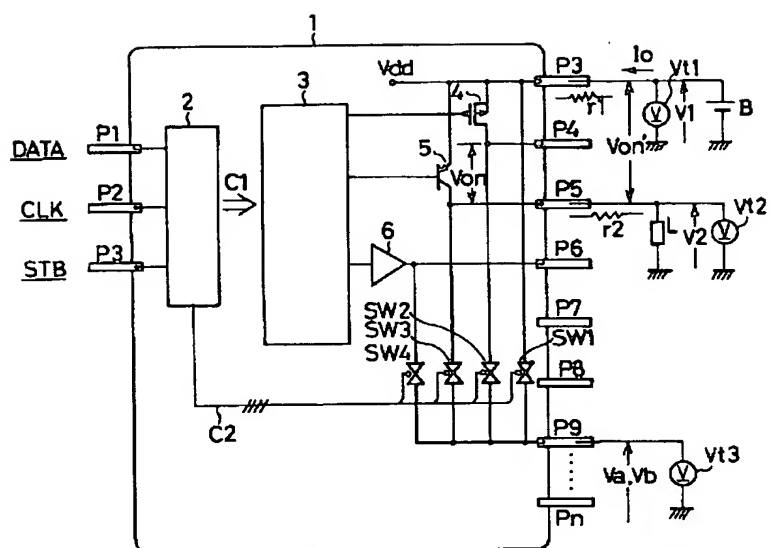 1
2
3
Vdd
4
P3
Io
Vt1
r1
V1
B
P1
DATA
5
Von
Von'
P4
C1
P2
CLK
P5
r2
L
V2
Vt2
P3
STB
6
P6
SW2
SW3
SW4
SW1
P7
P8
C2
P9
Va,Vb
Vt3
Pn
V
V
V